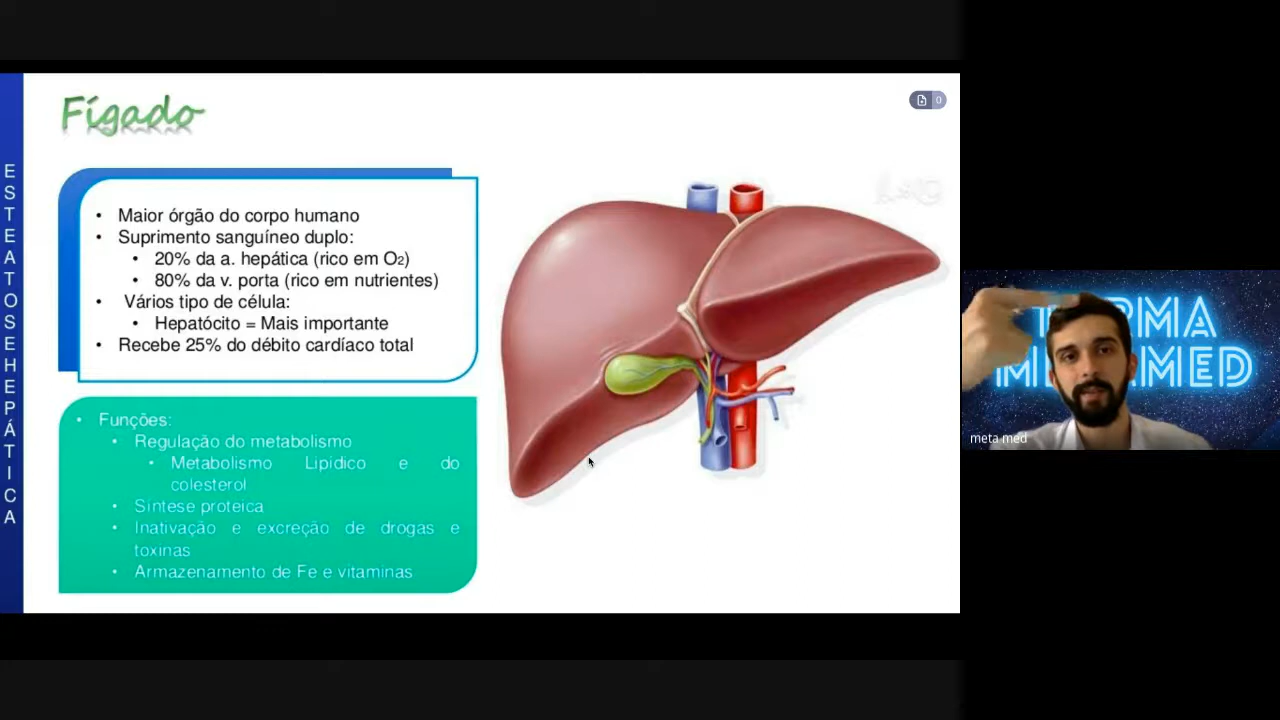 Fígado
0
ESTEATOSE HEPÁTICA
• Maior órgão do corpo humano
• Suprimento sanguíneo duplo:
• 20% da a. hepática (rico em O₂)
• 80% da v. porta (rico em nutrientes)
• Vários tipo de célula:
• Hepatócito = Mais importante
• Recebe 25% do débito cardíaco total
• Funções:
• Regulação do metabolismo
• Metabolismo Lipídico e do
colesterol
• Síntese proteica
• Inativação e excreção de drogas e
toxinas
• Armazenamento de Fe e vitaminas
meta med